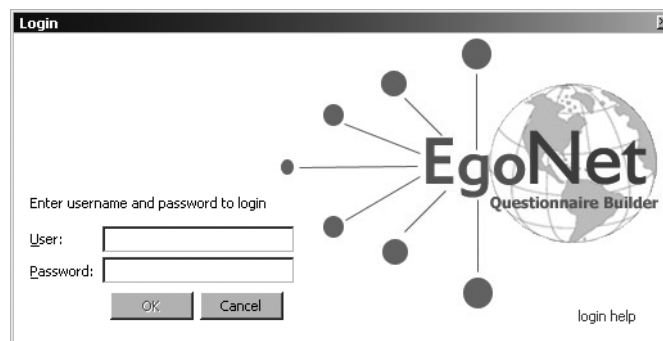 Login
EgoNet
Questionnaire Builder
Enter username and password to login
User:
Password:
OK
Cancel
login help